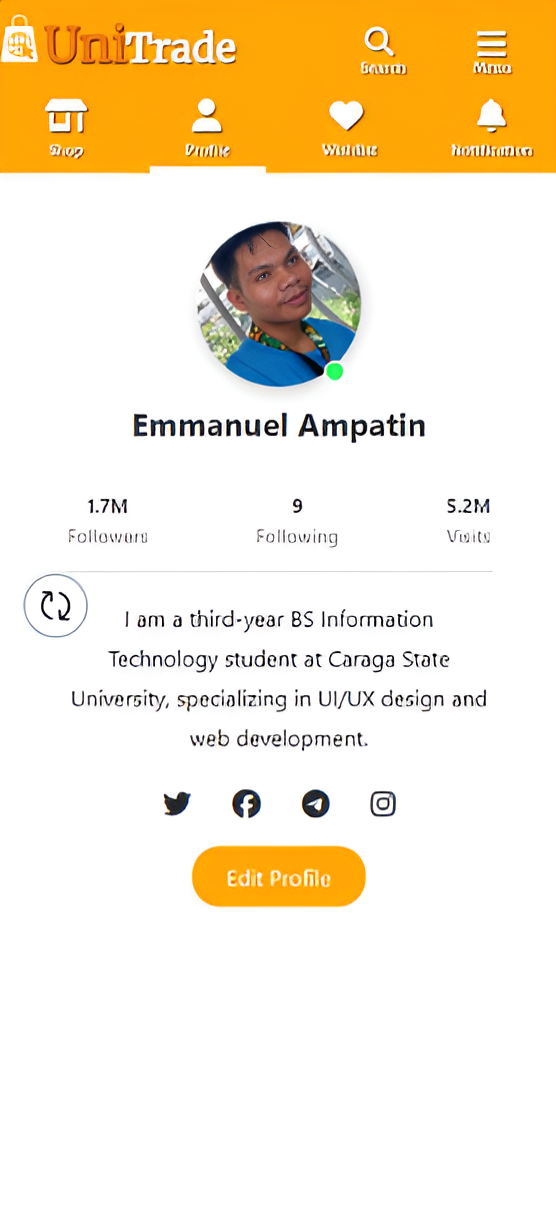 UniTrade
Search
Menu
Shop
Profile
Wishlist
Notification
Emmanuel Ampatin
1.7M
9
5.2M
Followers
Following
Visits
I am a third-year BS Information
Technology student at Caraga State
University, specializing in UI/UX design and
web development.
Edit Profile